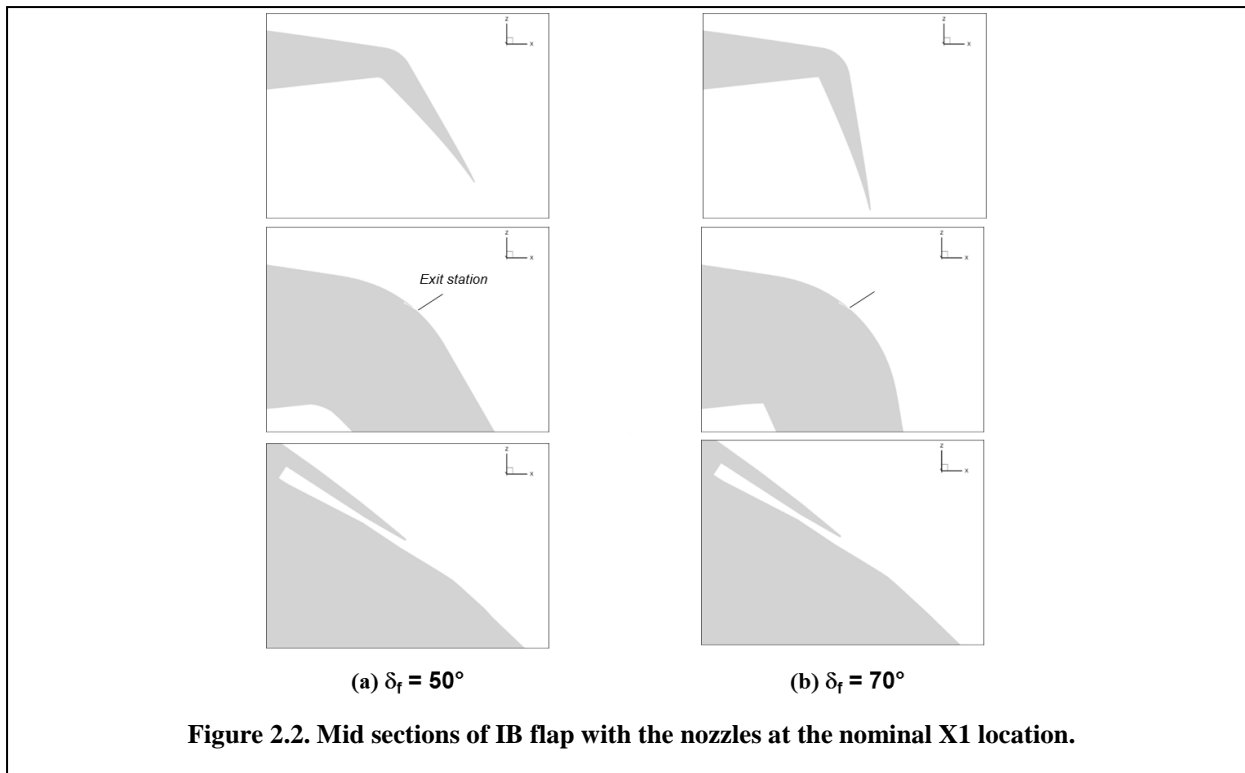 z
x
z
x
z
x
Exit station
z
x
z
x
z
x
(a) δf = 50°
(b) δf = 70°
Figure 2.2. Mid sections of IB flap with the nozzles at the nominal X1 location.